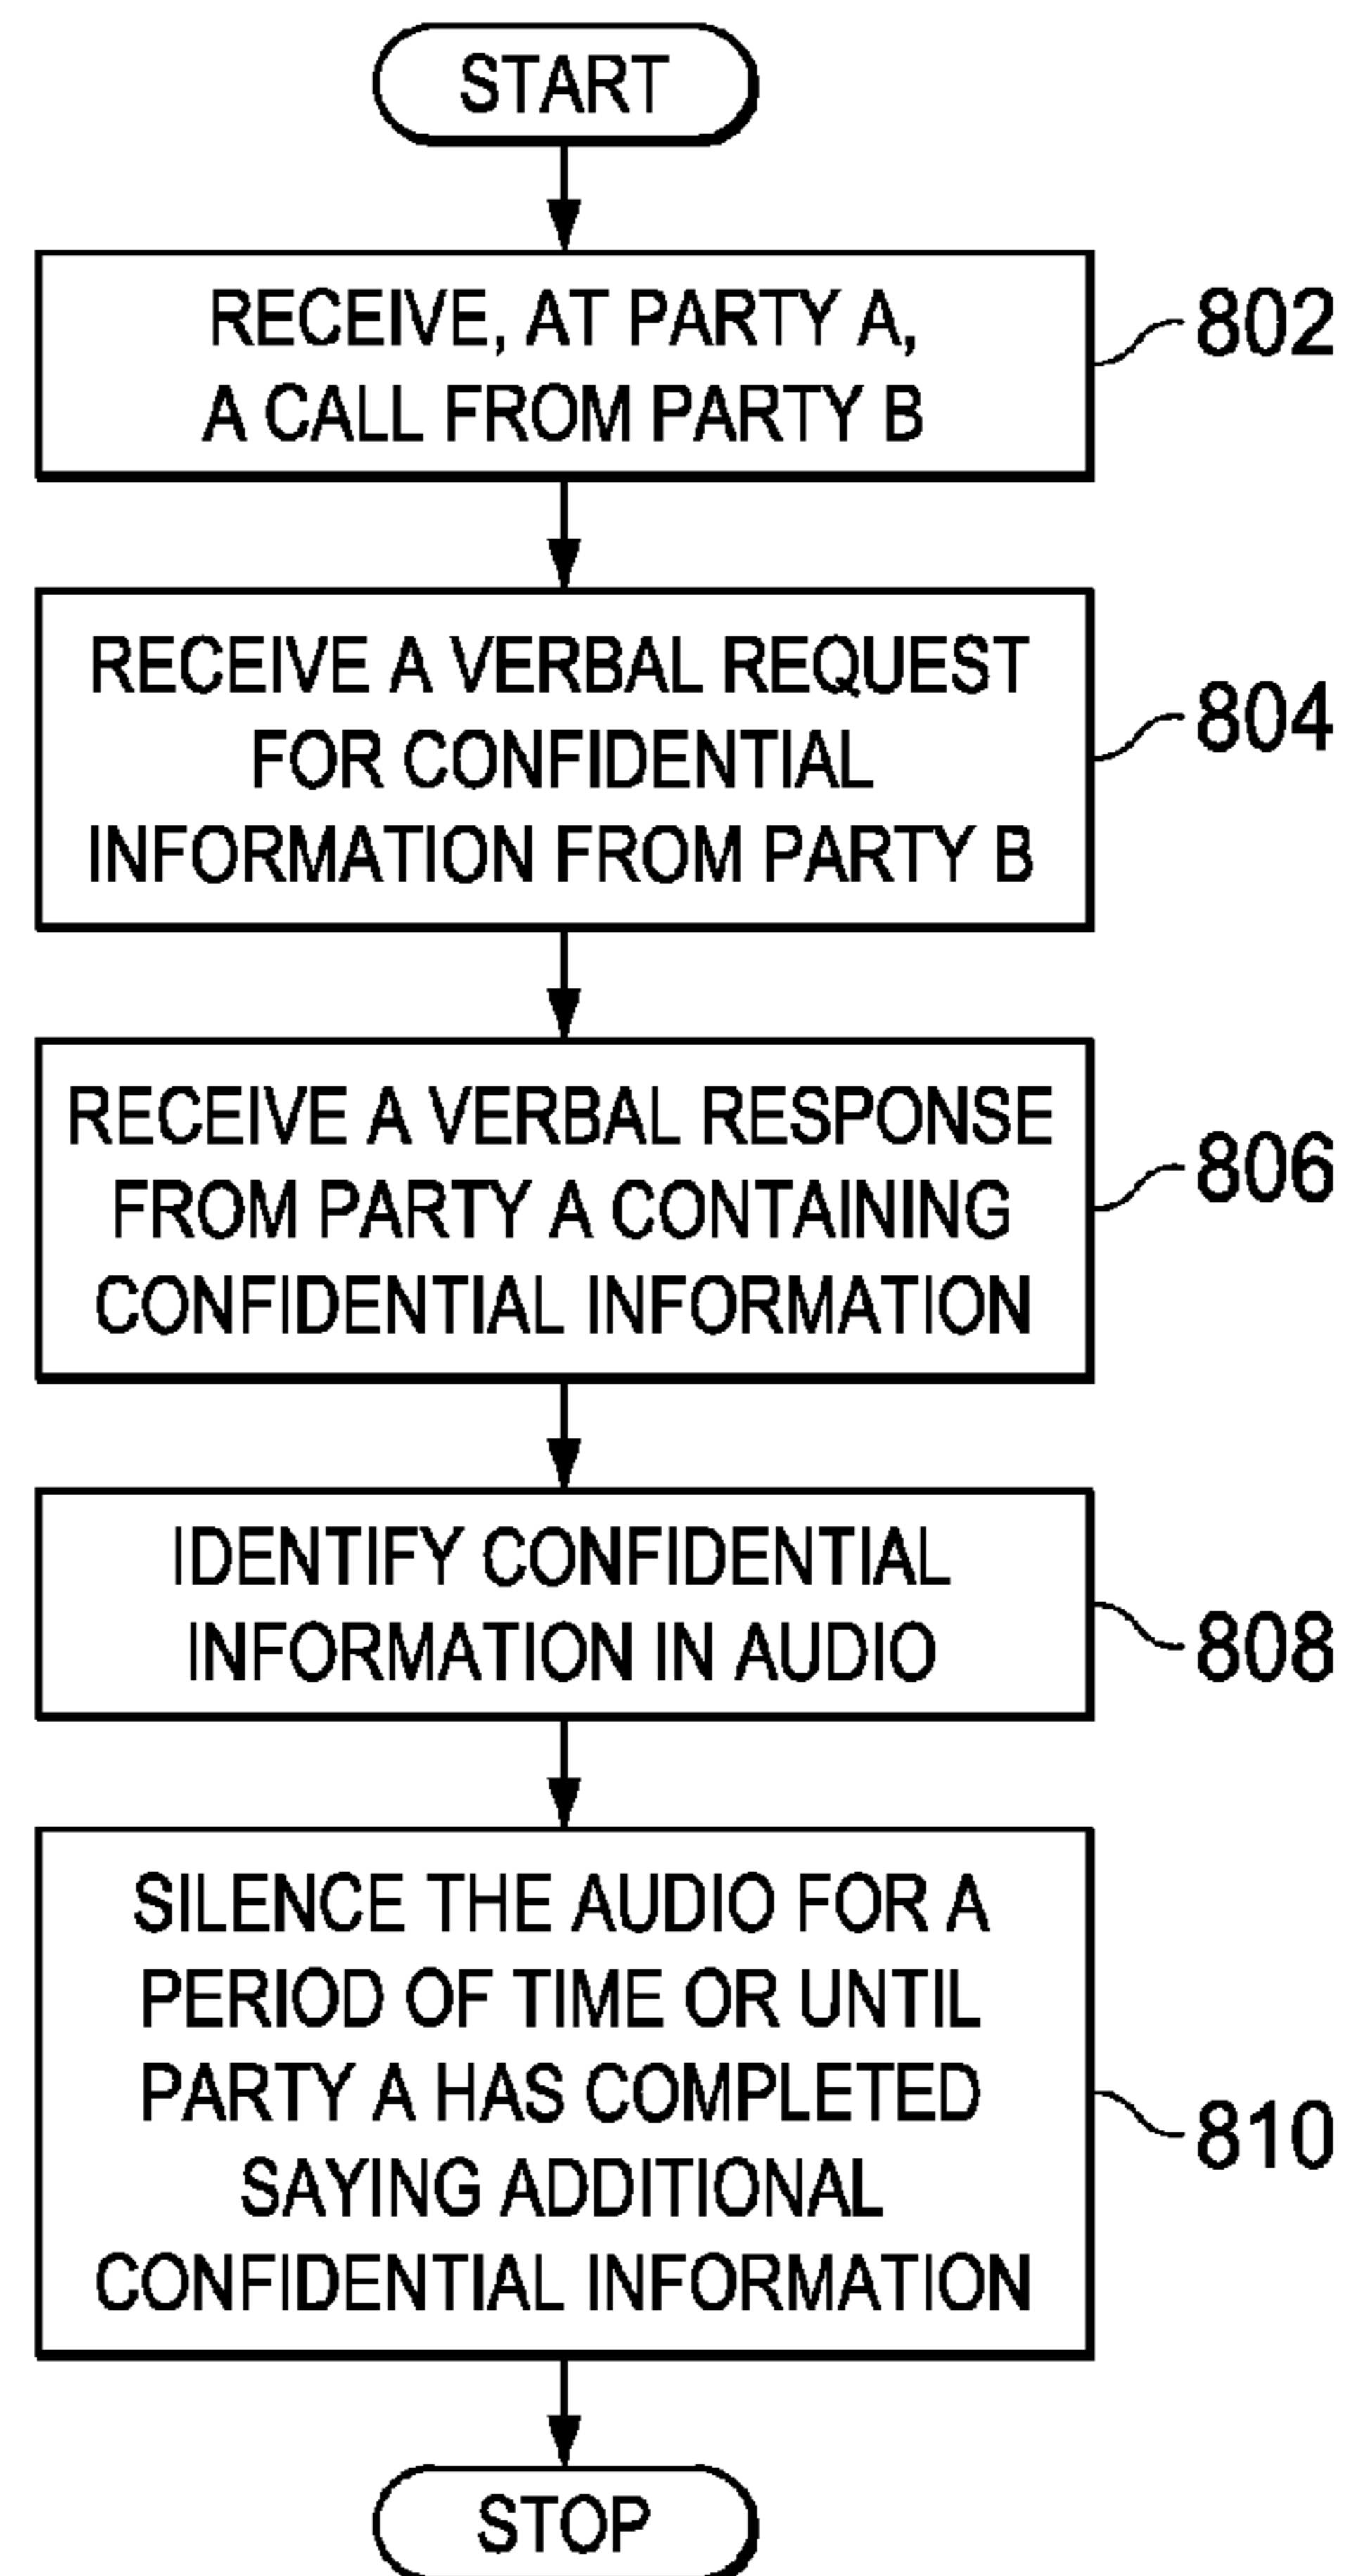 START
RECEIVE, AT PARTY A,
A CALL FROM PARTY B
802
RECEIVE A VERBAL REQUEST
FOR CONFIDENTIAL
INFORMATION FROM PARTY B
804
RECEIVE A VERBAL RESPONSE
FROM PARTY A CONTAINING
CONFIDENTIAL INFORMATION
806
IDENTIFY CONFIDENTIAL
INFORMATION IN AUDIO
808
SILENCE THE AUDIO FOR A
PERIOD OF TIME OR UNTIL
PARTY A HAS COMPLETED
SAYING ADDITIONAL
CONFIDENTIAL INFORMATION
810
STOP